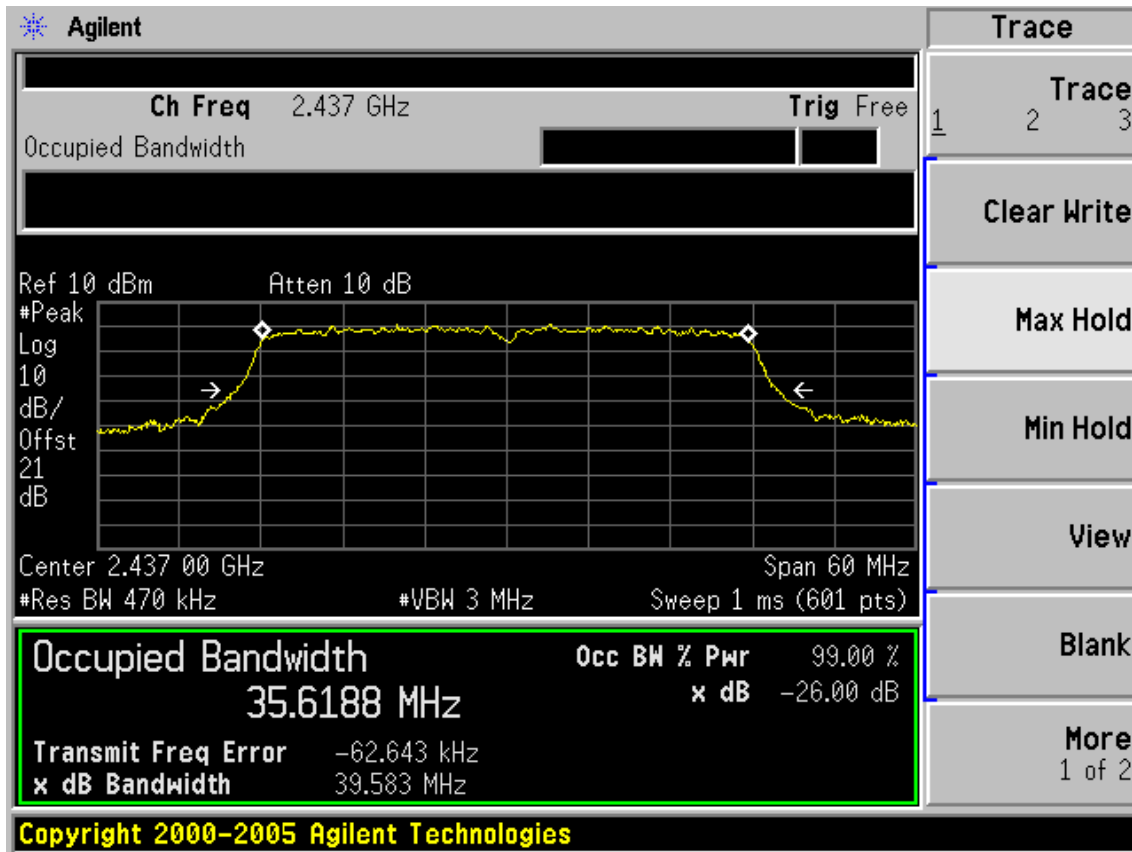 Agilent
Ch Freq 2.437 GHz Trig Free
Occupied Bandwidth
Ref 10 dBm Atten 10 dB
#Peak
Log
10
dB/
Offst
21
dB
Center 2.437 00 GHz Span 60 MHz
#Res BW 470 kHz #VBW 3 MHz Sweep 1 ms (601 pts)
Occupied Bandwidth
35.6188 MHz
Occ BW % Pwr 99.00 %
x dB -26.00 dB
Transmit Freq Error -62.643 kHz
x dB Bandwidth 39.583 MHz
Copyright 2000-2005 Agilent Technologies
Trace
Trace
1 2 3
Clear Write
Max Hold
Min Hold
View
Blank
More
1 of 2